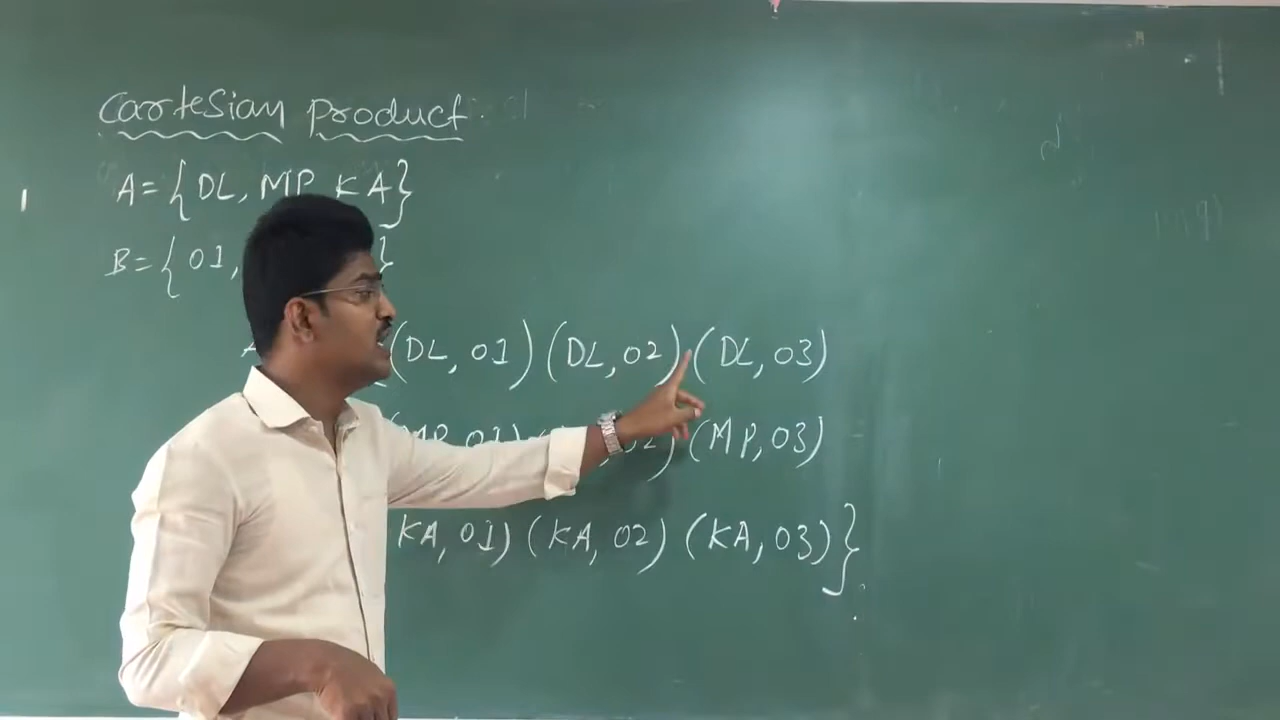 Cartesian product
A = {DL, MP, KA}
B = {01, }
(DL, 01) (DL, 02) (DL, 03)
(MP, 01) , 02) (MP, 03)
KA, 01) (KA, 02) (KA, 03)}